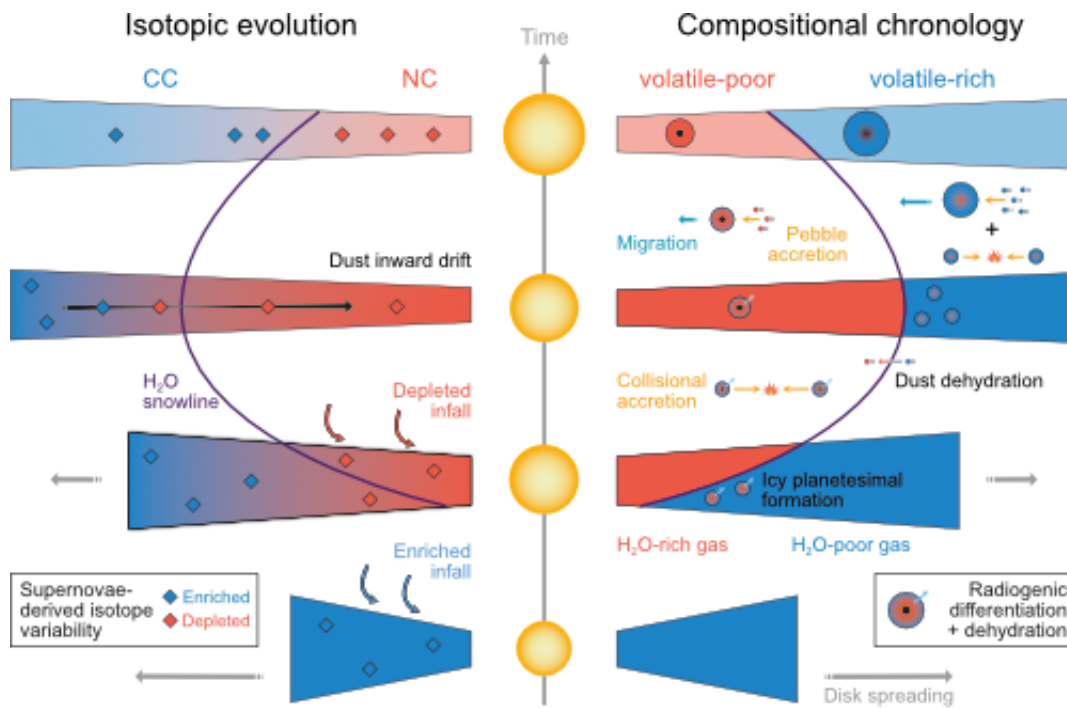 Isotopic evolution
Time
Compositional chronology
CC
NC
volatile-poor
volatile-rich
Dust inward drift
Migration
Pebble
accretion
+
H₂O
snowline
Depleted
infall
Collisional
accretion
Dust dehydration
Icy planetesimal
formation
Enriched
infall
H₂O-rich gas
H₂O-poor gas
Supernovae-
derived isotope
variability
Enriched
Depleted
Radiogenic
differentiation
+ dehydration
Disk spreading